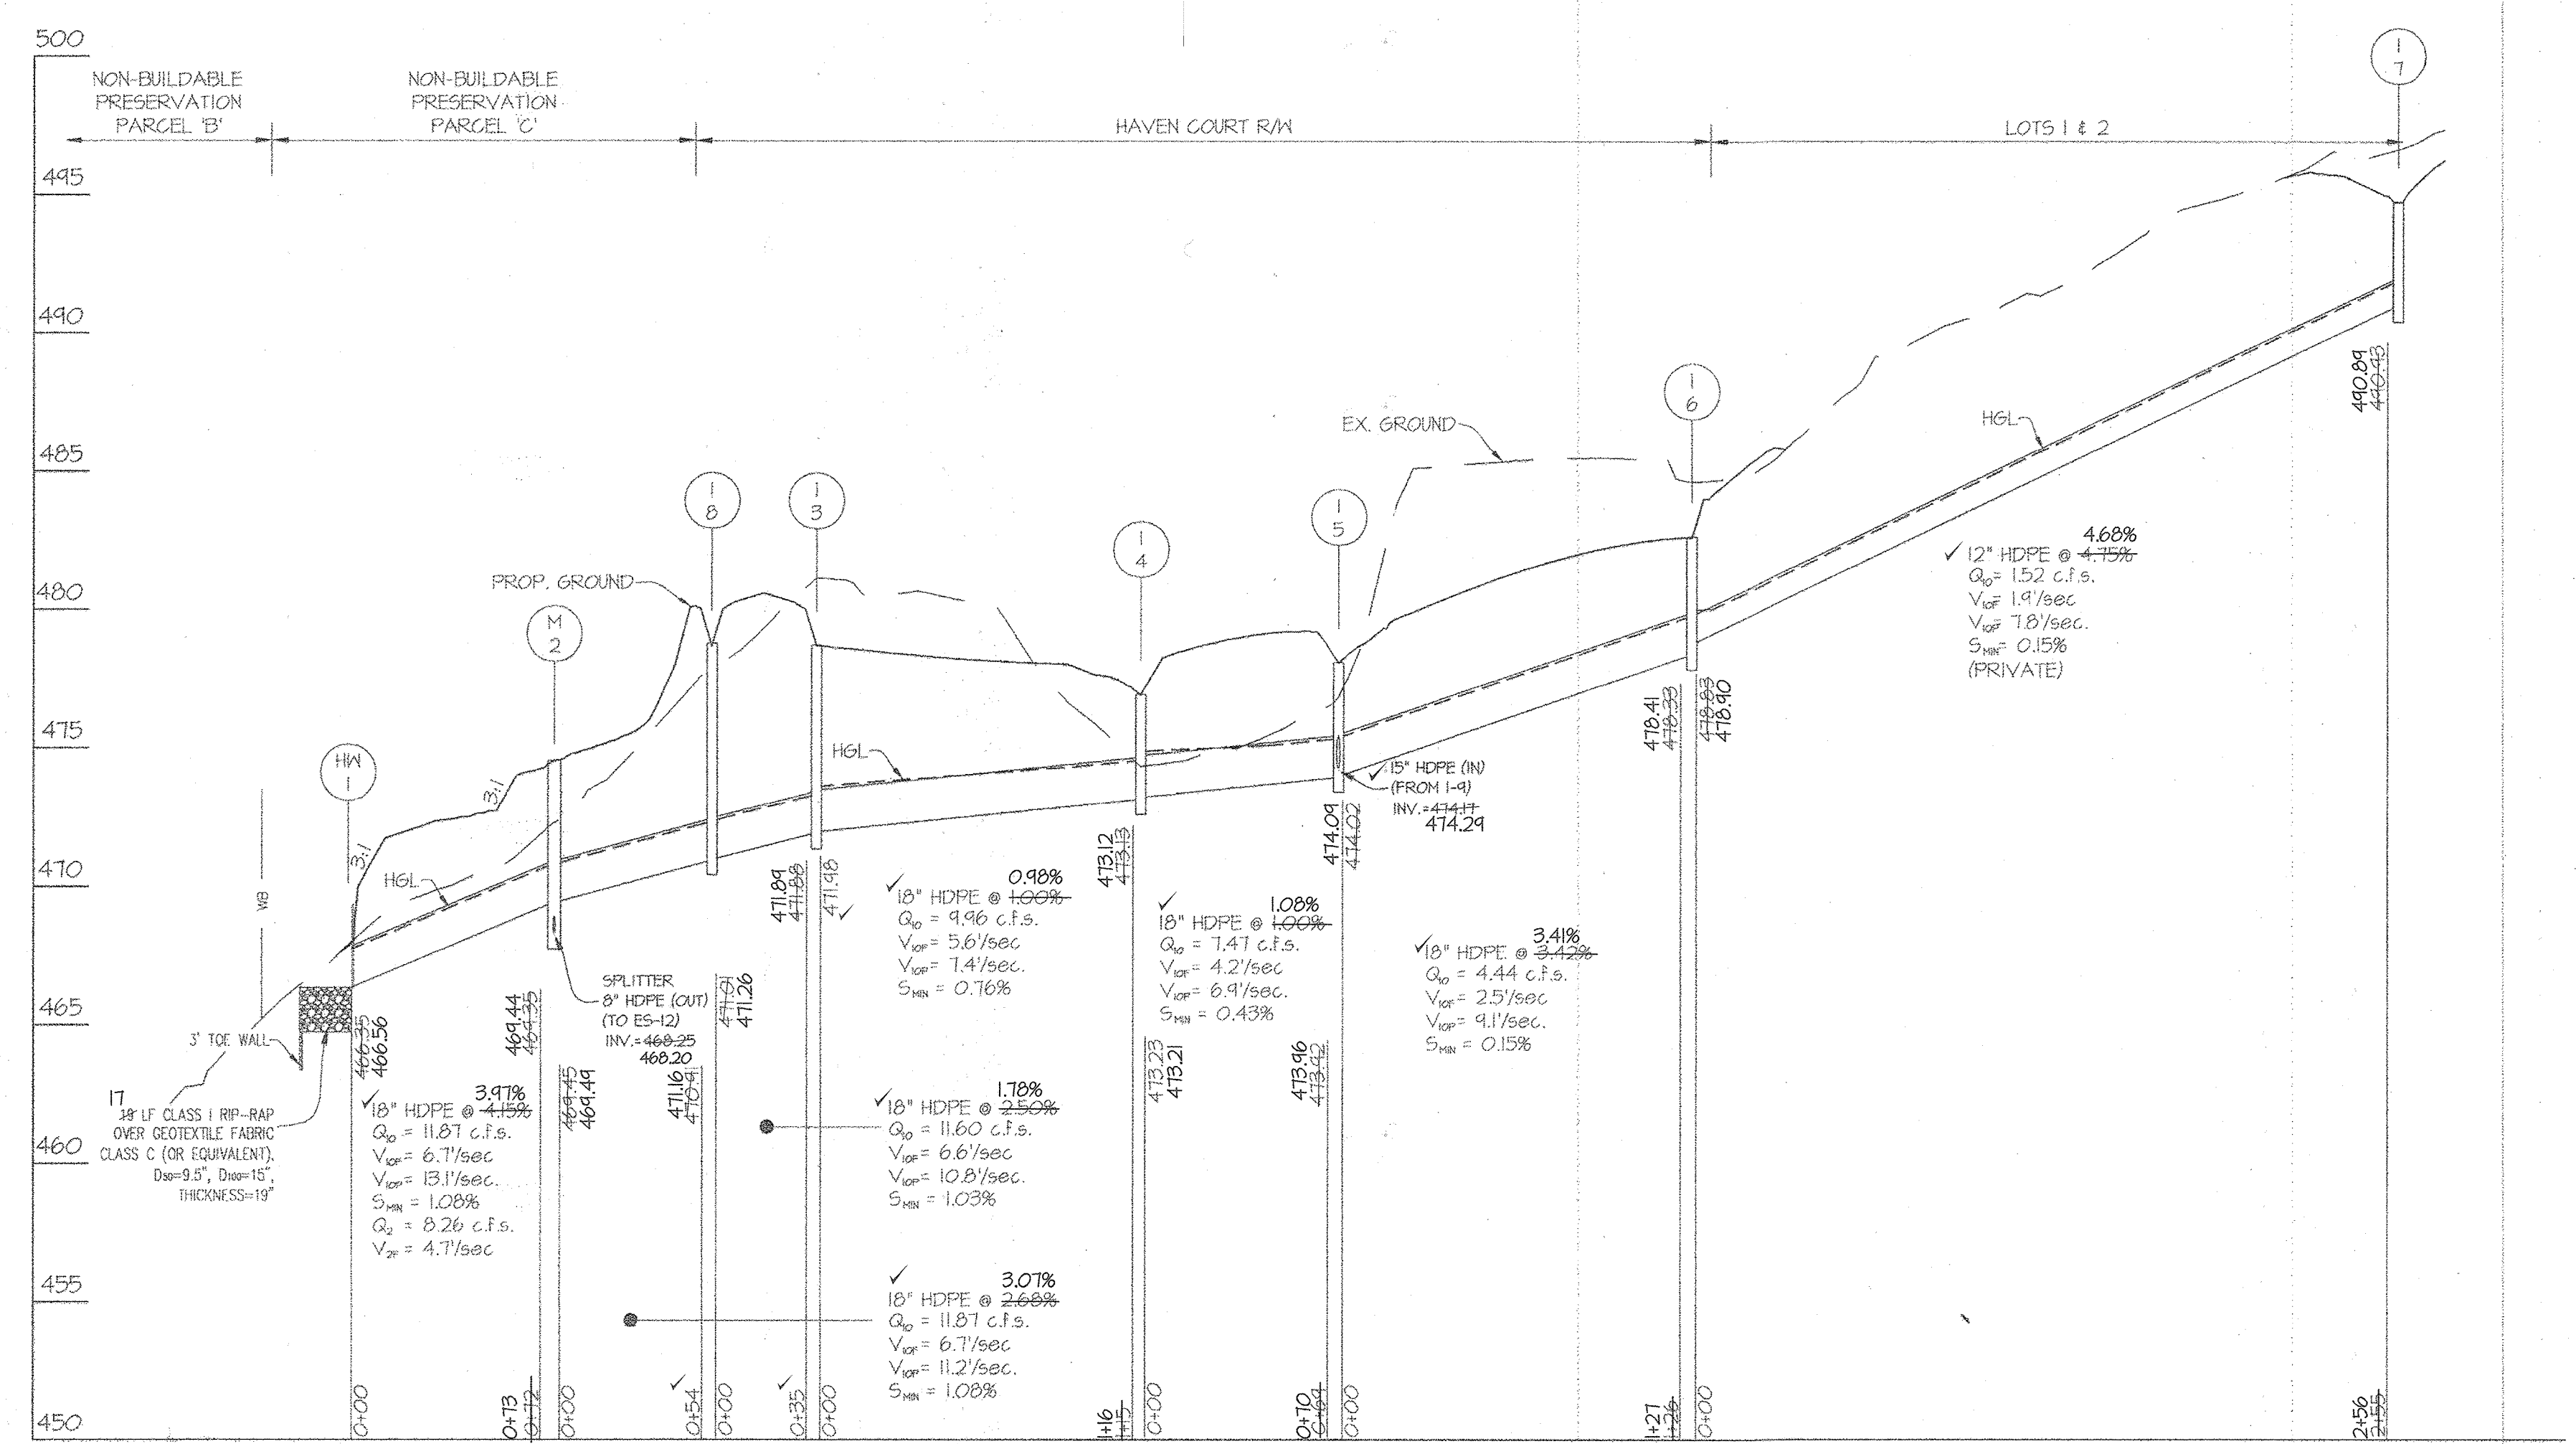 500
495
490
485
480
475
470
465
460
455
450
NON-BUILDABLE
PRESERVATION
PARCEL 'B'
NON-BUILDABLE
PRESERVATION
PARCEL 'C'
HAVEN COURT R/W
LOTS 1 & 2
I
7
I
6
I
5
I
4
I
3
I
8
M
2
HW
1
EX. GROUND
PROP. GROUND
HGL
HGL
HGL
3:1
3:1
WB
3' TOE WALL
17
19 LF CLASS I RIP-RAP
OVER GEOTEXTILE FABRIC
CLASS C (OR EQUIVALENT),
D50=9.5", D100=15",
THICKNESS=19"
466.35
466.56
3.97%
✓18" HDPE @ 4.15%
Q10 = 11.87 c.f.s.
V10F = 6.7'/sec
V10P = 13.1'/sec.
SMIN = 1.08%
Q2 = 8.26 c.f.s.
V2F = 4.7'/sec
469.44
469.35
469.45
469.49
SPLITTER
8" HDPE (OUT)
(TO ES-12)
INV.=468.25
468.20
471.16
470.91
471.01
471.26
471.89
471.88
471.98
✓
✓
0.98%
18" HDPE @ 1.00%
Q10 = 9.96 c.f.s.
V10F = 5.6'/sec
V10P = 7.4'/sec.
SMIN = 0.76%
1.78%
✓18" HDPE @ 2.50%
Q10 = 11.60 c.f.s.
V10F = 6.6'/sec
V10P = 10.8'/sec.
SMIN = 1.03%
✓
3.07%
18" HDPE @ 2.68%
Q10 = 11.87 c.f.s.
V10F = 6.7'/sec
V10P = 11.2'/sec.
SMIN = 1.08%
473.12
473.13
473.23
473.21
✓
1.08%
18" HDPE @ 1.00%
Q10 = 7.47 c.f.s.
V10F = 4.2'/sec
V10P = 6.9'/sec.
SMIN = 0.43%
473.96
473.92
474.09
474.02
✓15" HDPE (IN)
(FROM I-9)
INV.=474.17
474.29
3.41%
✓18" HDPE @ 3.42%
Q10 = 4.44 c.f.s.
V10F = 2.5'/sec
V10P = 9.1'/sec.
SMIN = 0.15%
478.41
478.33
478.83
478.90
4.68%
✓ 12" HDPE @ 4.75%
Q10= 1.52 c.f.s.
V10F= 1.9'/sec
V10P= 7.8'/sec.
SMIN= 0.15%
(PRIVATE)
490.89
490.93
0+00
0+73
0+72
0+00
✓
0+54
0+00
✓
0+35
0+00
1+16
1+15
0+00
0+70
0+69
0+00
1+27
1+26
0+00
2+56
2+55